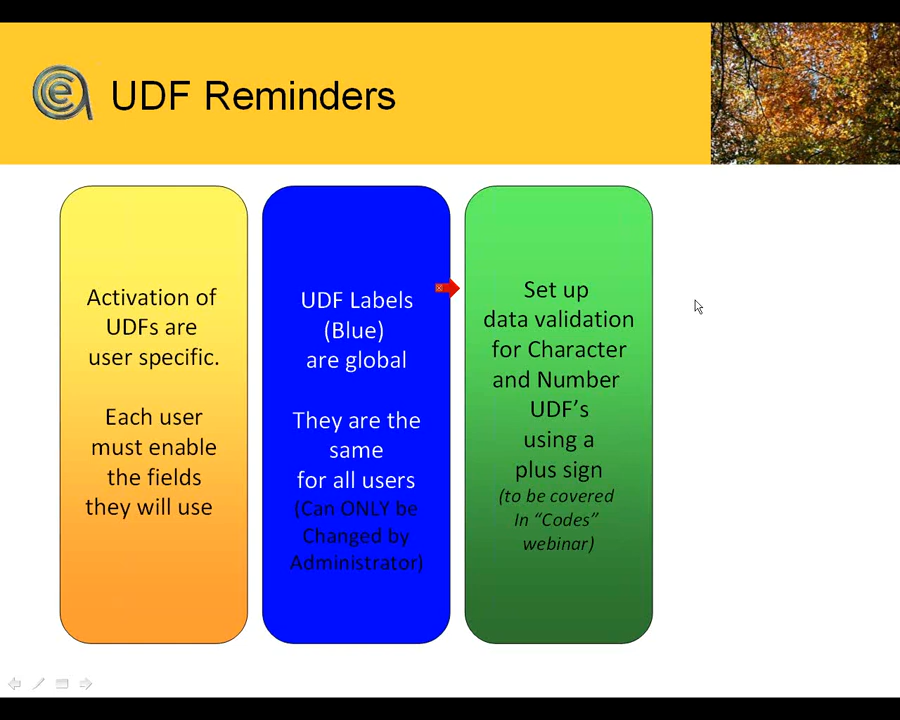 UDF Reminders
Activation of
UDFs are
user specific.
Each user
must enable
the fields
they will use
UDF Labels
(Blue)
are global
They are the
same
for all users
(Can ONLY be
Changed by
Administrator)
Set up
data validation
for Character
and Number
UDF’s
using a
plus sign
(to be covered
In “Codes”
webinar)